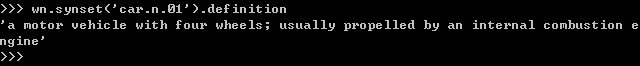 >>> wn.synset('car.n.01').definition
'a motor vehicle with four wheels; usually propelled by an internal combustion e
ngine'
>>>